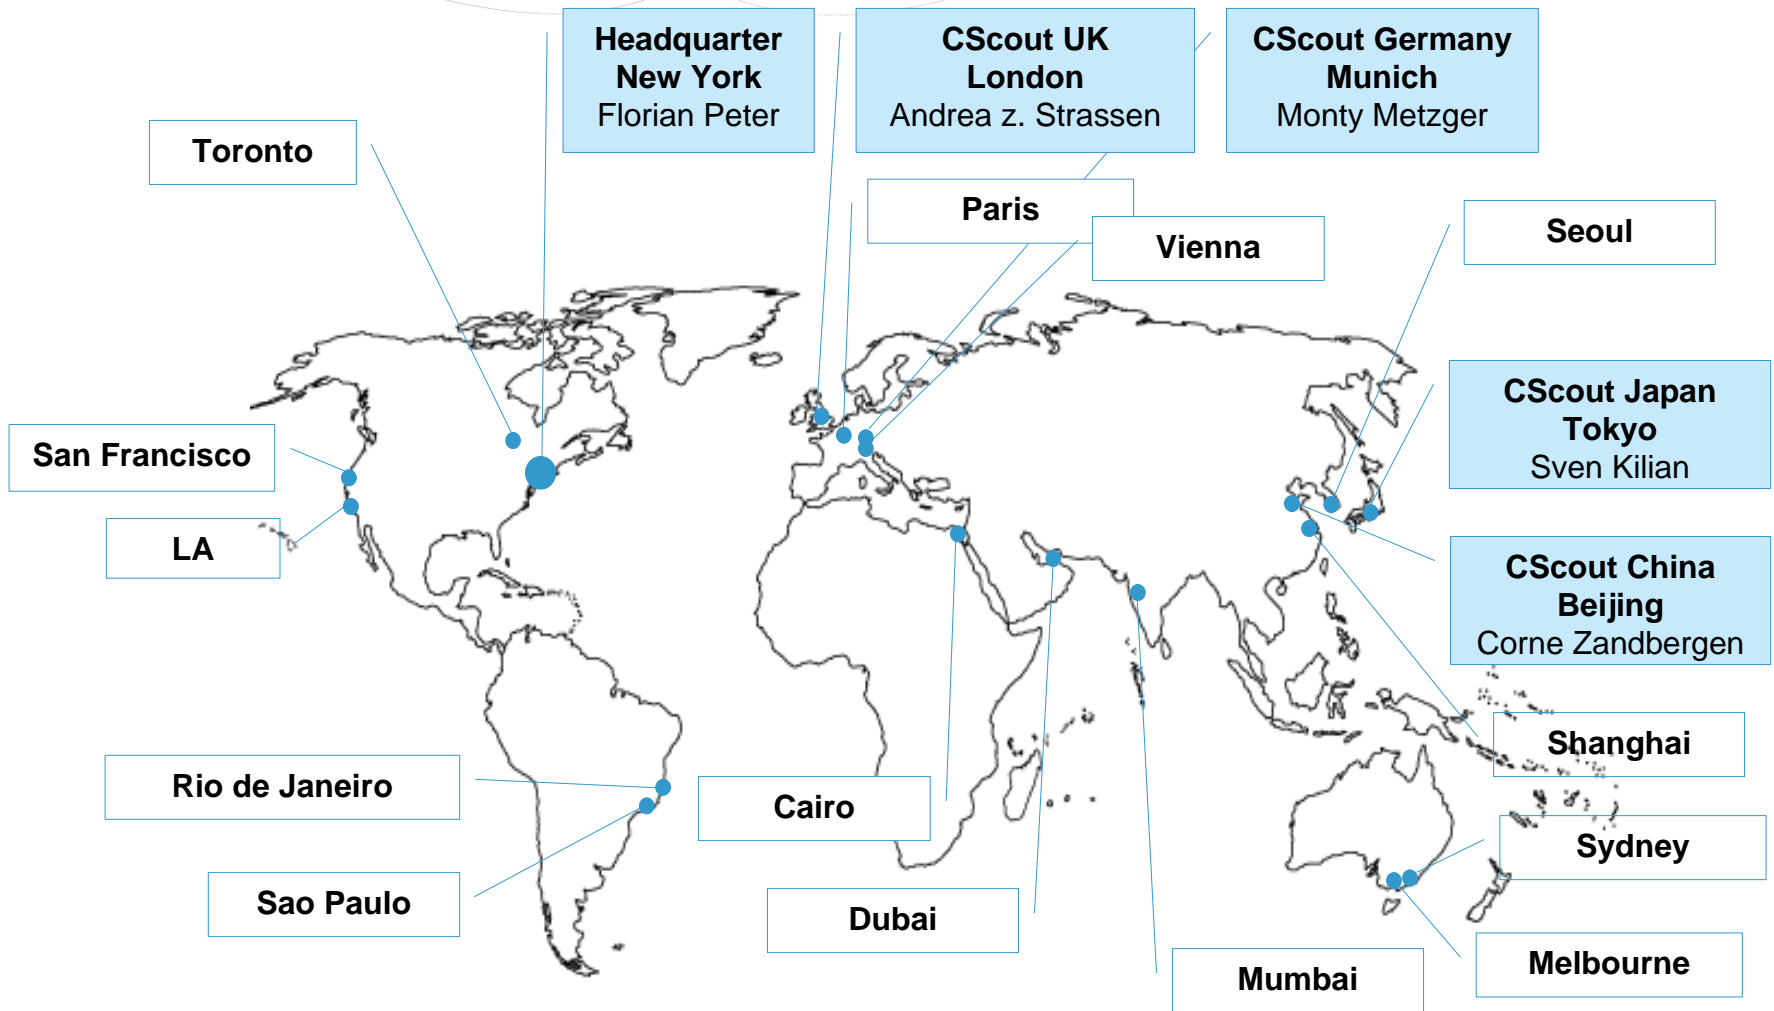 Headquarter
New York
Florian Peter
CScout UK
London
Andrea z. Strassen
CScout Germany
Munich
Monty Metzger
Toronto
Paris
Vienna
Seoul
San Francisco
LA
CScout Japan
Tokyo
Sven Kilian
CScout China
Beijing
Corne Zandbergen
Shanghai
Rio de Janeiro
Cairo
Sydney
Sao Paulo
Dubai
Melbourne
Mumbai